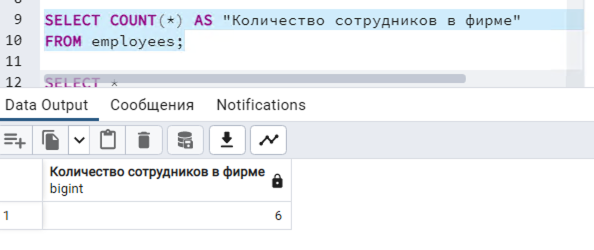 9 SELECT COUNT(*) AS "Количество сотрудников в фирме"
10 FROM employees;
11
12 SELECT *
Data Output Сообщения Notifications
Количество сотрудников в фирме
bigint
1 6